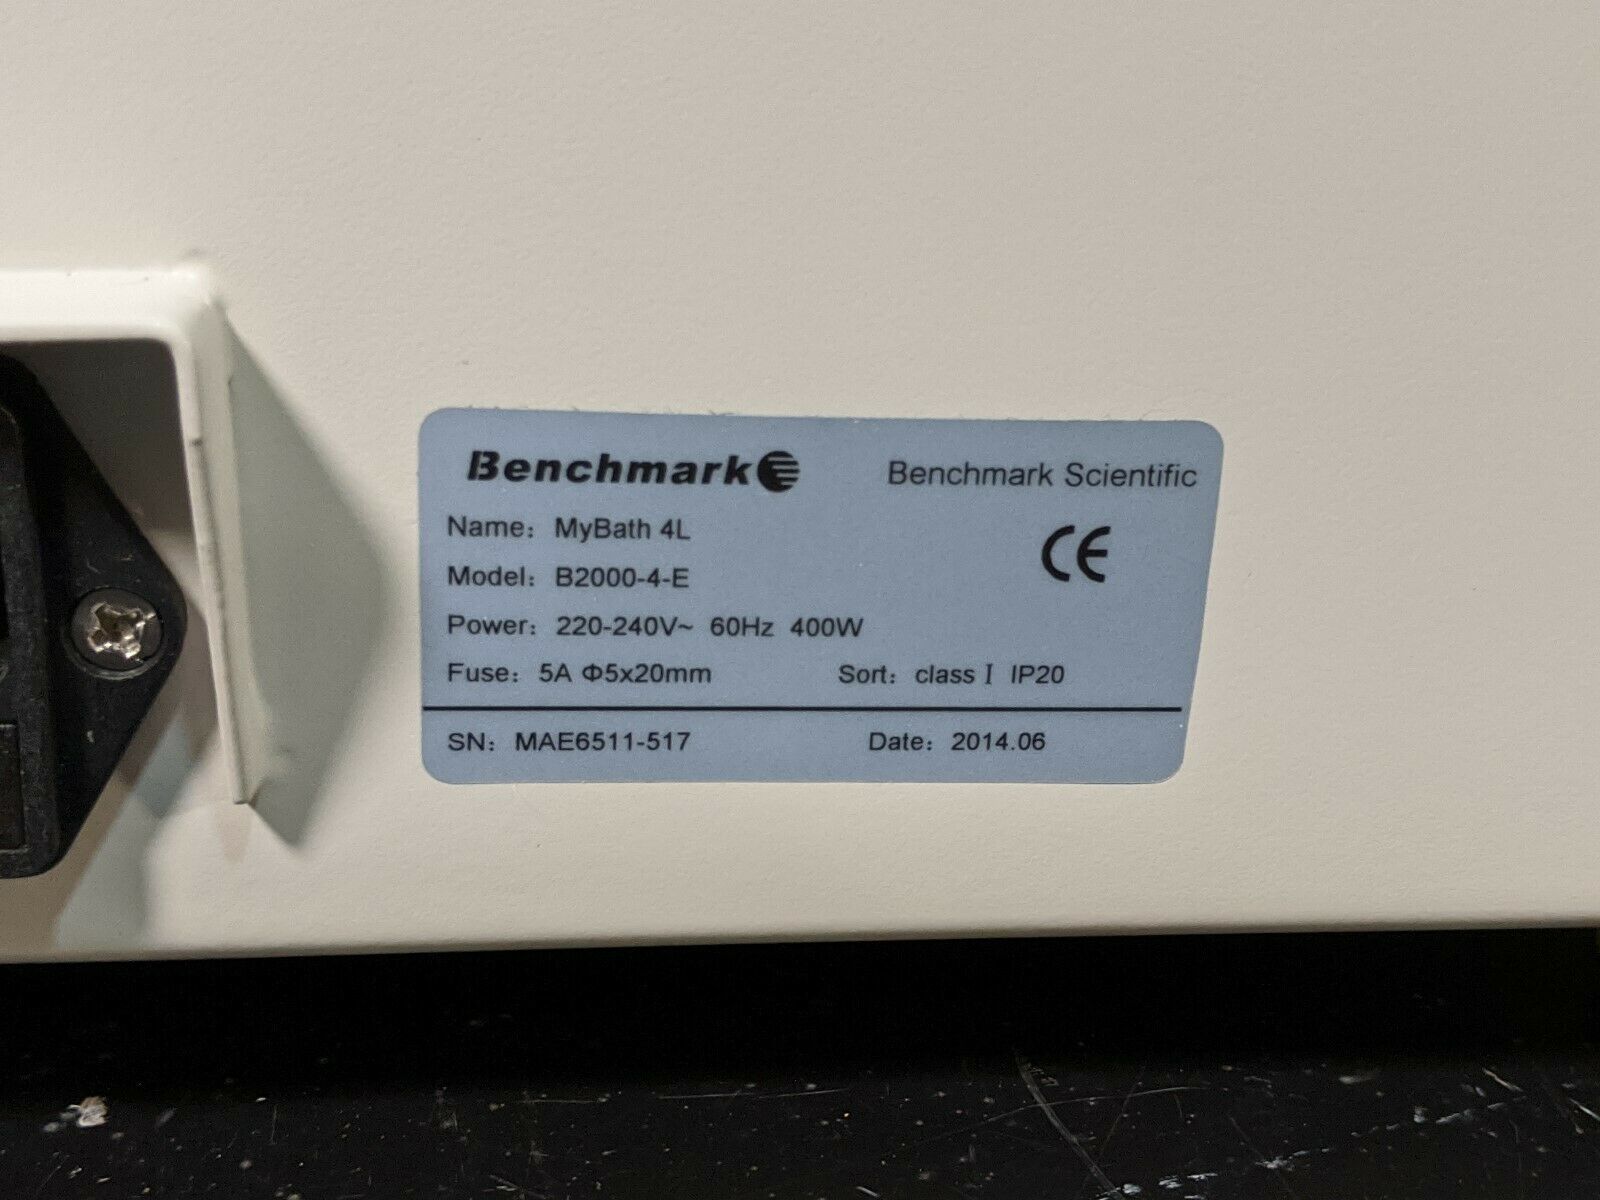 Benchmark Benchmark Scientific
Name: MyBath 4L
CE
Model: B2000-4-E
Power: 220-240V~ 60Hz 400W
Fuse: 5A Φ5x20mm Sort: class I IP20
SN: MAE6511-517 Date: 2014.06